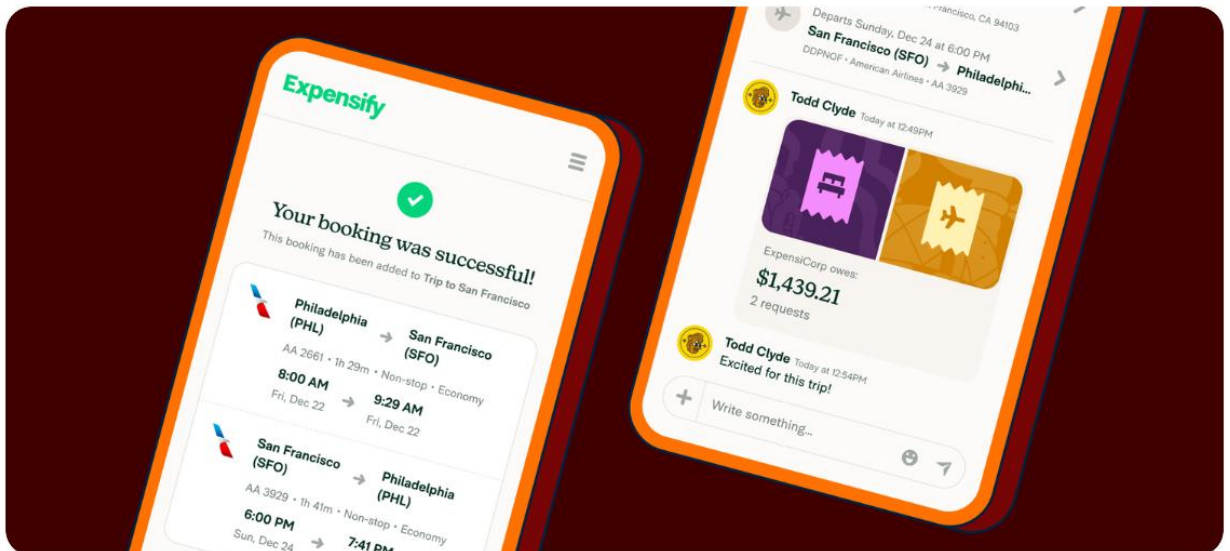 Expensify
Your booking was successful!
This booking has been added to Trip to San Francisco
Philadelphia (PHL) → San Francisco (SFO)
AA 2661 • 1h 29m • Non-stop • Economy
8:00 AM → 9:29 AM
Fri, Dec 22 Fri, Dec 22
San Francisco (SFO) → Philadelphia (PHL)
AA 3929 • 1h 41m • Non-stop • Economy
6:00 PM → 7:41 PM
Sun, Dec 24
Francisco, CA 94103
Departs Sunday, Dec 24 at 6:00 PM
San Francisco (SFO) → Philadelphi...
DDPNOF • American Airlines • AA 3929
Todd Clyde Today at 12:49PM
ExpensiCorp owes:
$1,439.21
2 requests
Todd Clyde Today at 12:54PM
Excited for this trip!
Write something...